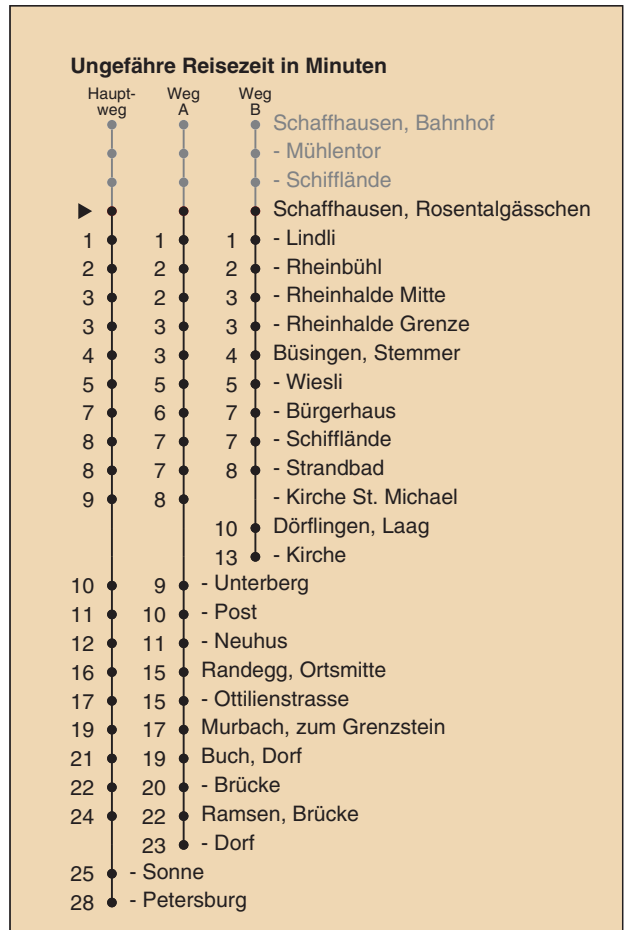 Ungefähre Reisezeit in Minuten
Haupt- Weg Weg
weg A B
Schaffhausen, Bahnhof
- Mühlentor
- Schifflände
Schaffhausen, Rosentalgässchen
1 1 1 - Lindli
2 2 2 - Rheinbühl
3 2 3 - Rheinhalde Mitte
3 3 3 - Rheinhalde Grenze
4 3 4 Büsingen, Stemmer
5 5 5 - Wiesli
7 6 7 - Bürgerhaus
8 7 7 - Schifflände
8 7 8 - Strandbad
9 8 - Kirche St. Michael
10 Dörflingen, Laag
13 - Kirche
10 9 - Unterberg
11 10 - Post
12 11 - Neuhus
16 15 Randegg, Ortsmitte
17 15 - Ottilienstrasse
19 17 Murbach, zum Grenzstein
21 19 Buch, Dorf
22 20 - Brücke
24 22 Ramsen, Brücke
23 - Dorf
25 - Sonne
28 - Petersburg